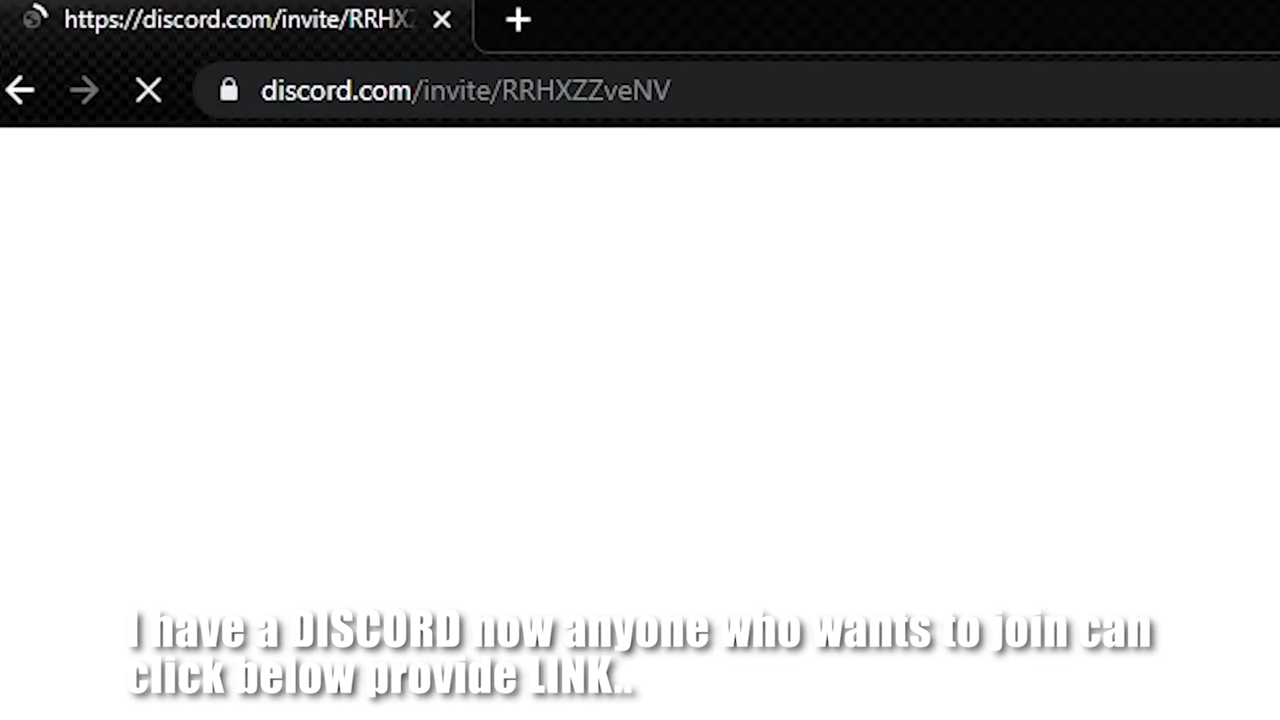 https://discord.com/invite/RRHX
discord.com/invite/RRHXZZveNV
I have a DISCORD now anyone who wants to join can
click below provide LINK..